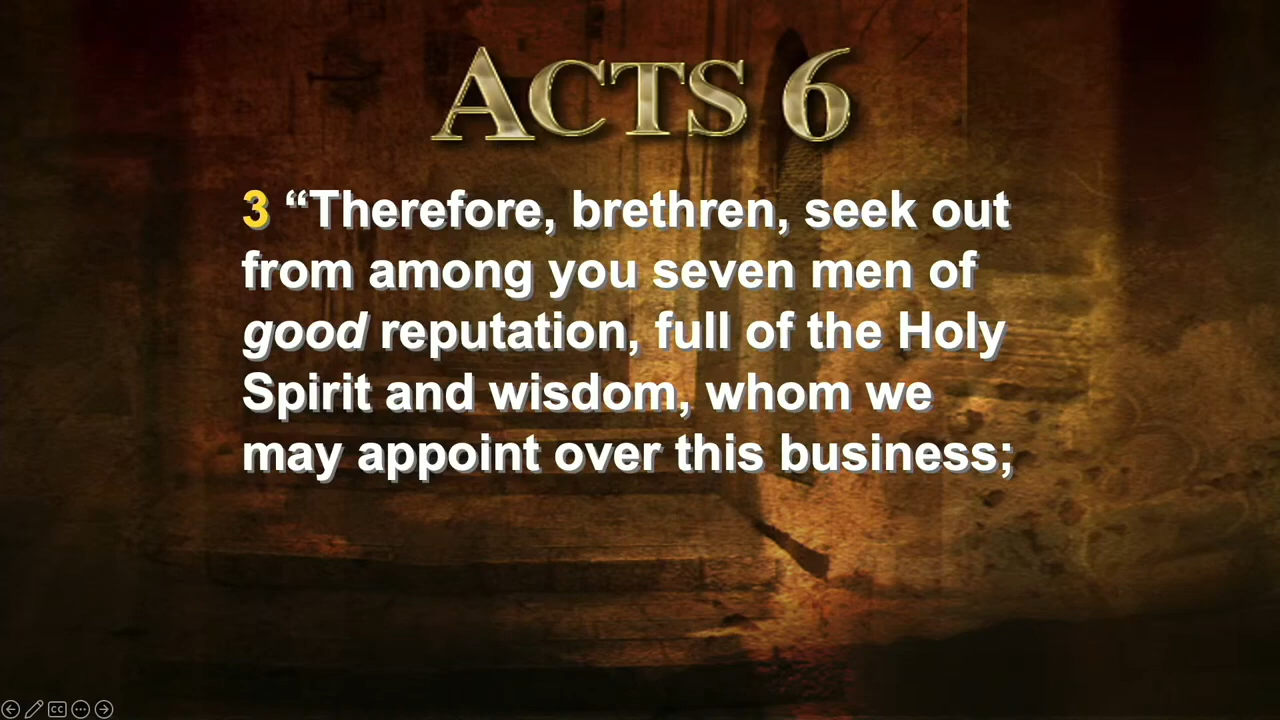 ACTS 6
3 “Therefore, brethren, seek out
from among you seven men of
good reputation, full of the Holy
Spirit and wisdom, whom we
may appoint over this business;
CC